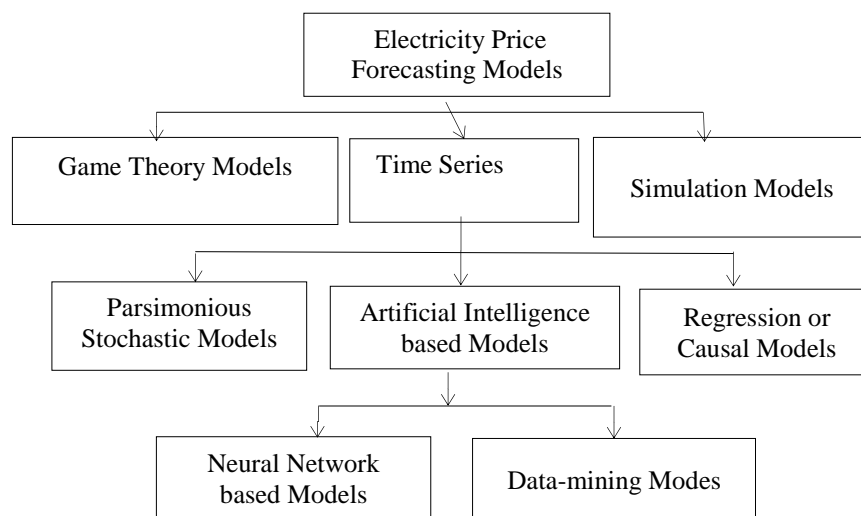 Electricity Price
Forecasting Models
Game Theory Models
Time Series
Simulation Models
Parsimonious
Stochastic Models
Artificial Intelligence
based Models
Regression or
Causal Models
Neural Network
based Models
Data-mining Modes